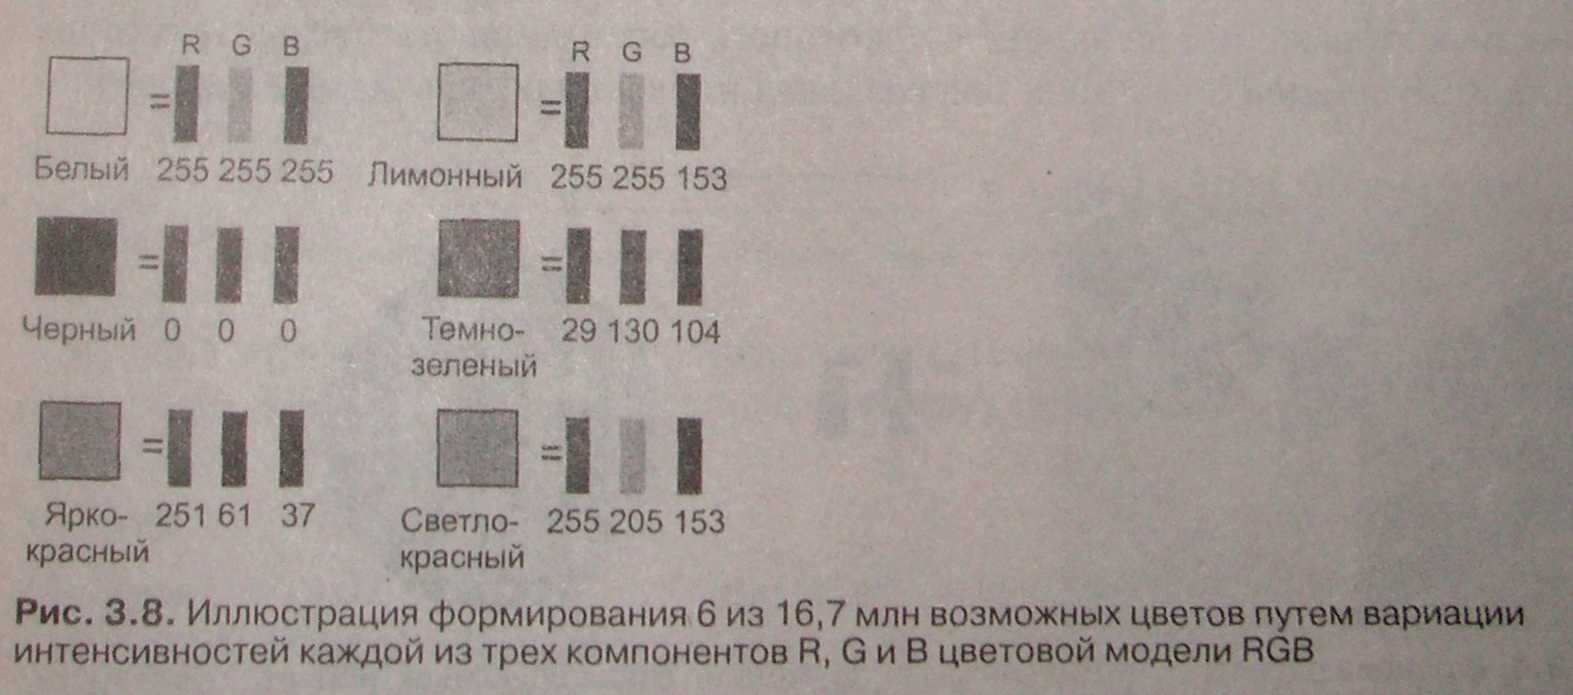 R G B
R G B
=
=
Белый 255 255 255
Лимонный 255 255 153
=
=
Черный 0 0 0
Темно-
зеленый
29 130 104
=
=
Ярко-
красный
251 61 37
Светло-
красный
255 205 153
Рис. 3.8. Иллюстрация формирования 6 из 16,7 млн возможных цветов путем вариации
интенсивностей каждой из трех компонентов R, G и B цветовой модели RGB